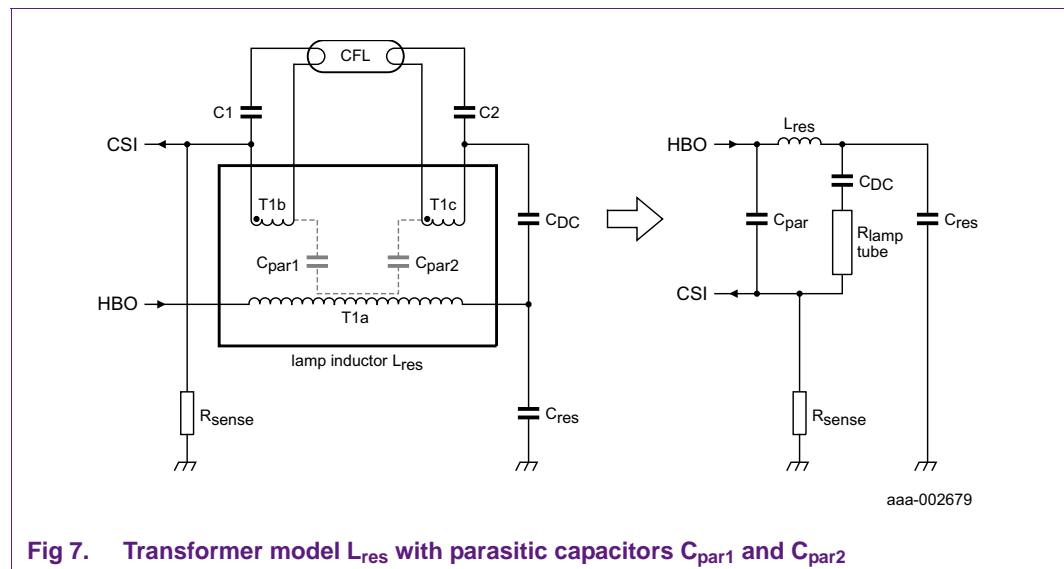 CFL
C1
C2
CSI
T1b
T1c
Cpar1
Cpar2
CDC
HBO
T1a
lamp inductor Lres
Rsense
Cres
Lres
HBO
CDC
Cpar
Rlamp
tube
Cres
CSI
Rsense
aaa-002679
Fig 7. Transformer model Lres with parasitic capacitors Cpar1 and Cpar2